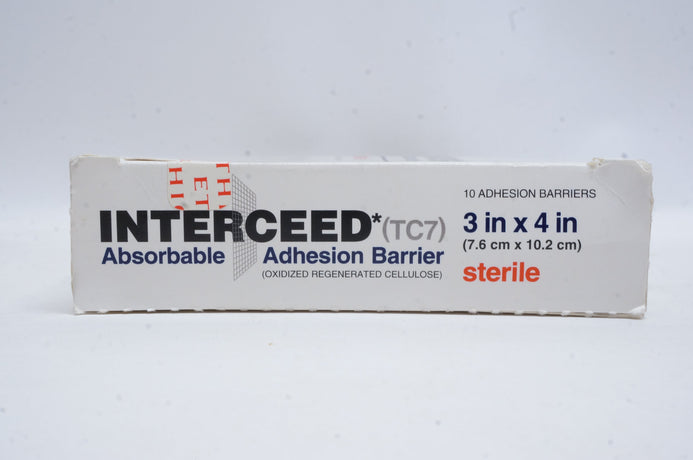 10 ADHESION BARRIERS
INTERCEED* (TC7)
3 in x 4 in
(7.6 cm x 10.2 cm)
Absorbable Adhesion Barrier
(OXIDIZED REGENERATED CELLULOSE)
sterile